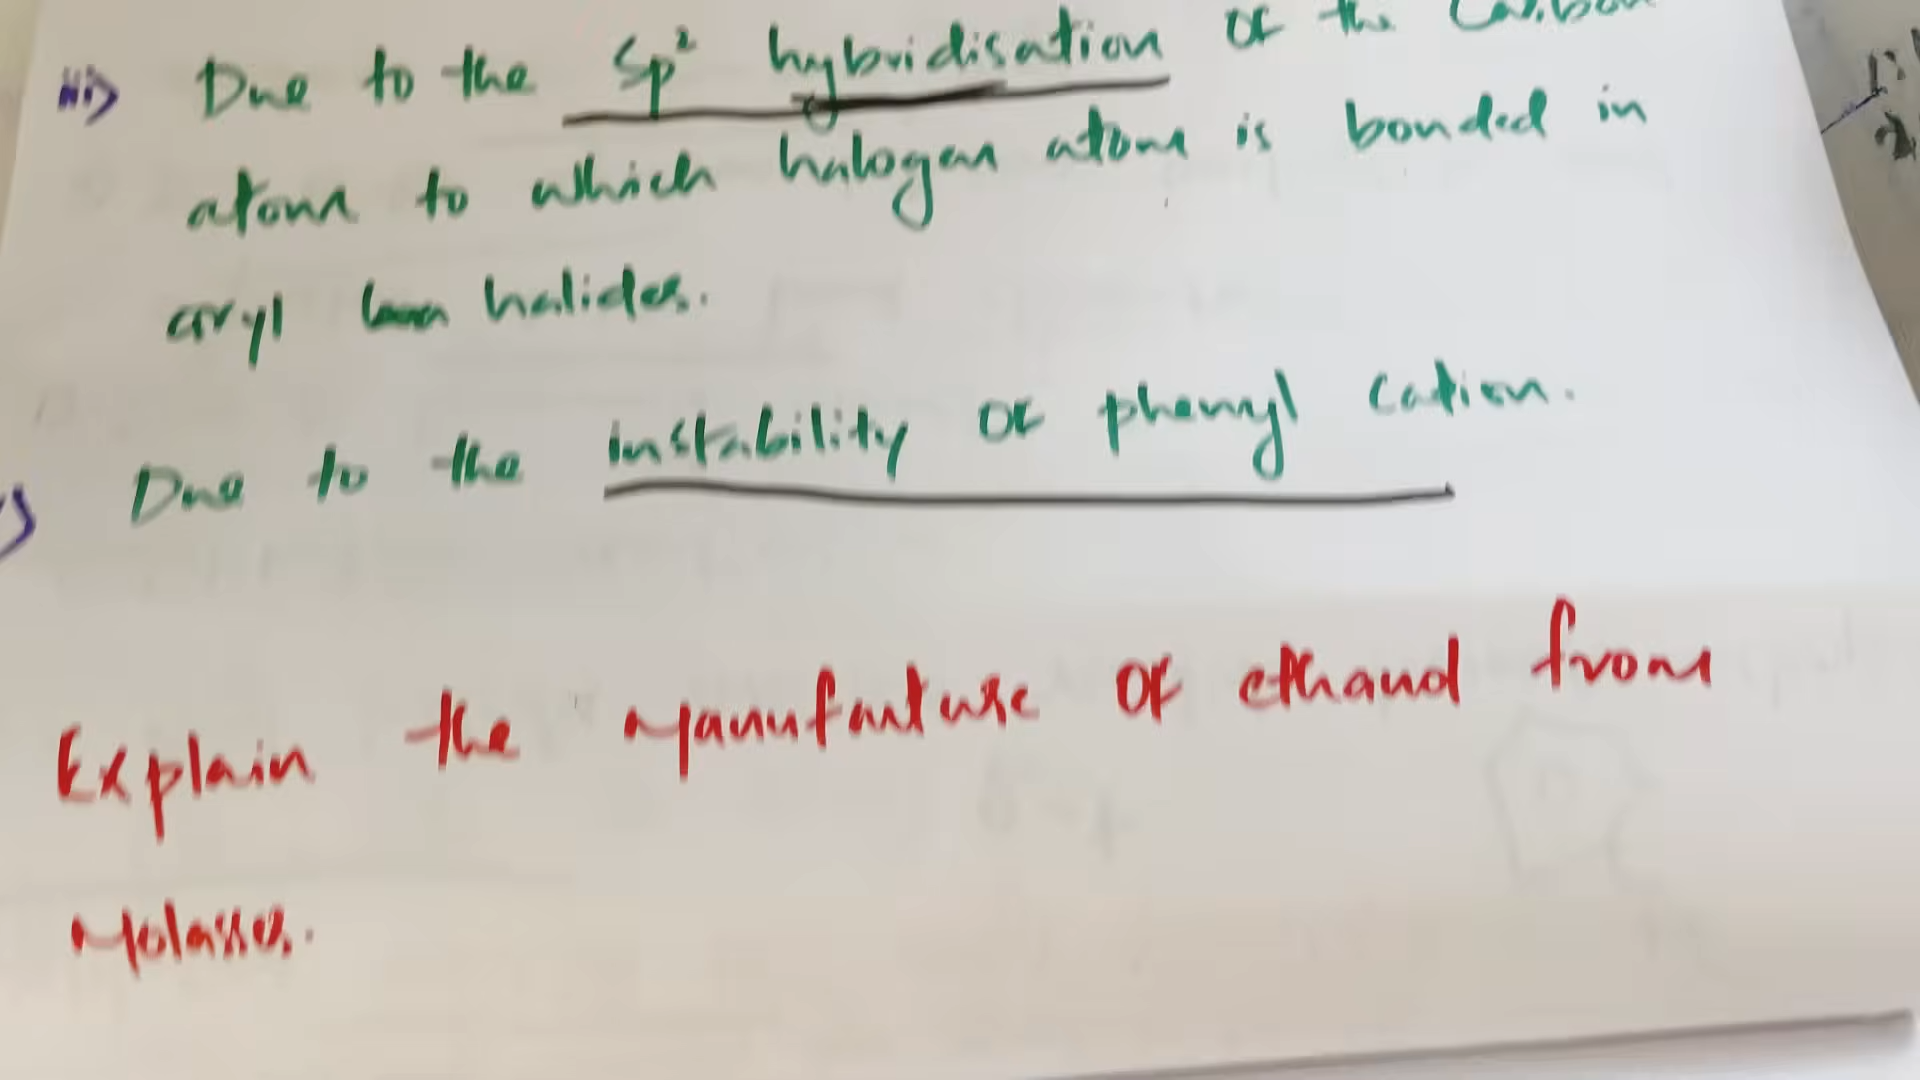 iii) Due to the Sp² hybridisation of the Carbon
atom to which halogen atom is bonded in
aryl halides.
Due to the instability of phenyl cation.
Explain the Manufacture of ethanol from
Molasses.